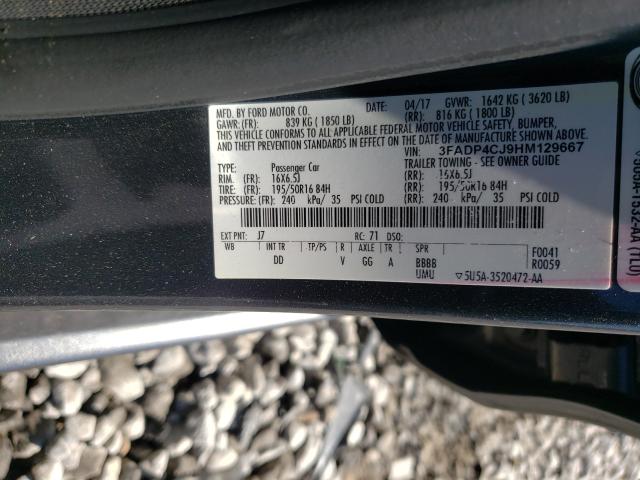 MFD. BY FORD MOTOR CO.
DATE: 04/17 GVWR: 1642 KG ( 3620 LB)
GAWR:(FR): 839 KG ( 1850 LB) (RR): 816 KG ( 1800 LB)
THIS VEHICLE CONFORMS TO ALL APPLICABLE FEDERAL MOTOR VEHICLE SAFETY, BUMPER,
AND THEFT PREVENTION STANDARDS IN EFFECT ON THE DATE OF MANUFACTURE SHOWN ABOVE.
VIN: 3FADP4CJ9HM129667
TYPE: Passenger Car TRAILER TOWING - SEE OWNER GUIDE
RIM: (FR) 16X6.5J (RR) 16X6.5J
TIRE: (FR) 195/50R16 84H (RR) 195/50R16 84H
PRESSURE: (FR) 240 kPa/ 35 PSI COLD (RR) 240 kPa/ 35 PSI COLD
EXT PNT: J7 RC: 71 DSO:
WB INT TR TP/PS R AXLE TR SPR F0041
DD V GG A BBBB R0059
UMU ▽5U5A-3520472-AA
(TLD)